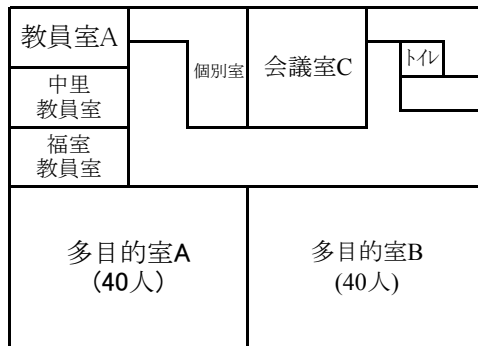 教員室A
中里
教員室
福室
教員室
個別室
会議室C
トイレ
多目的室A
（40人）
多目的室B
(40人)